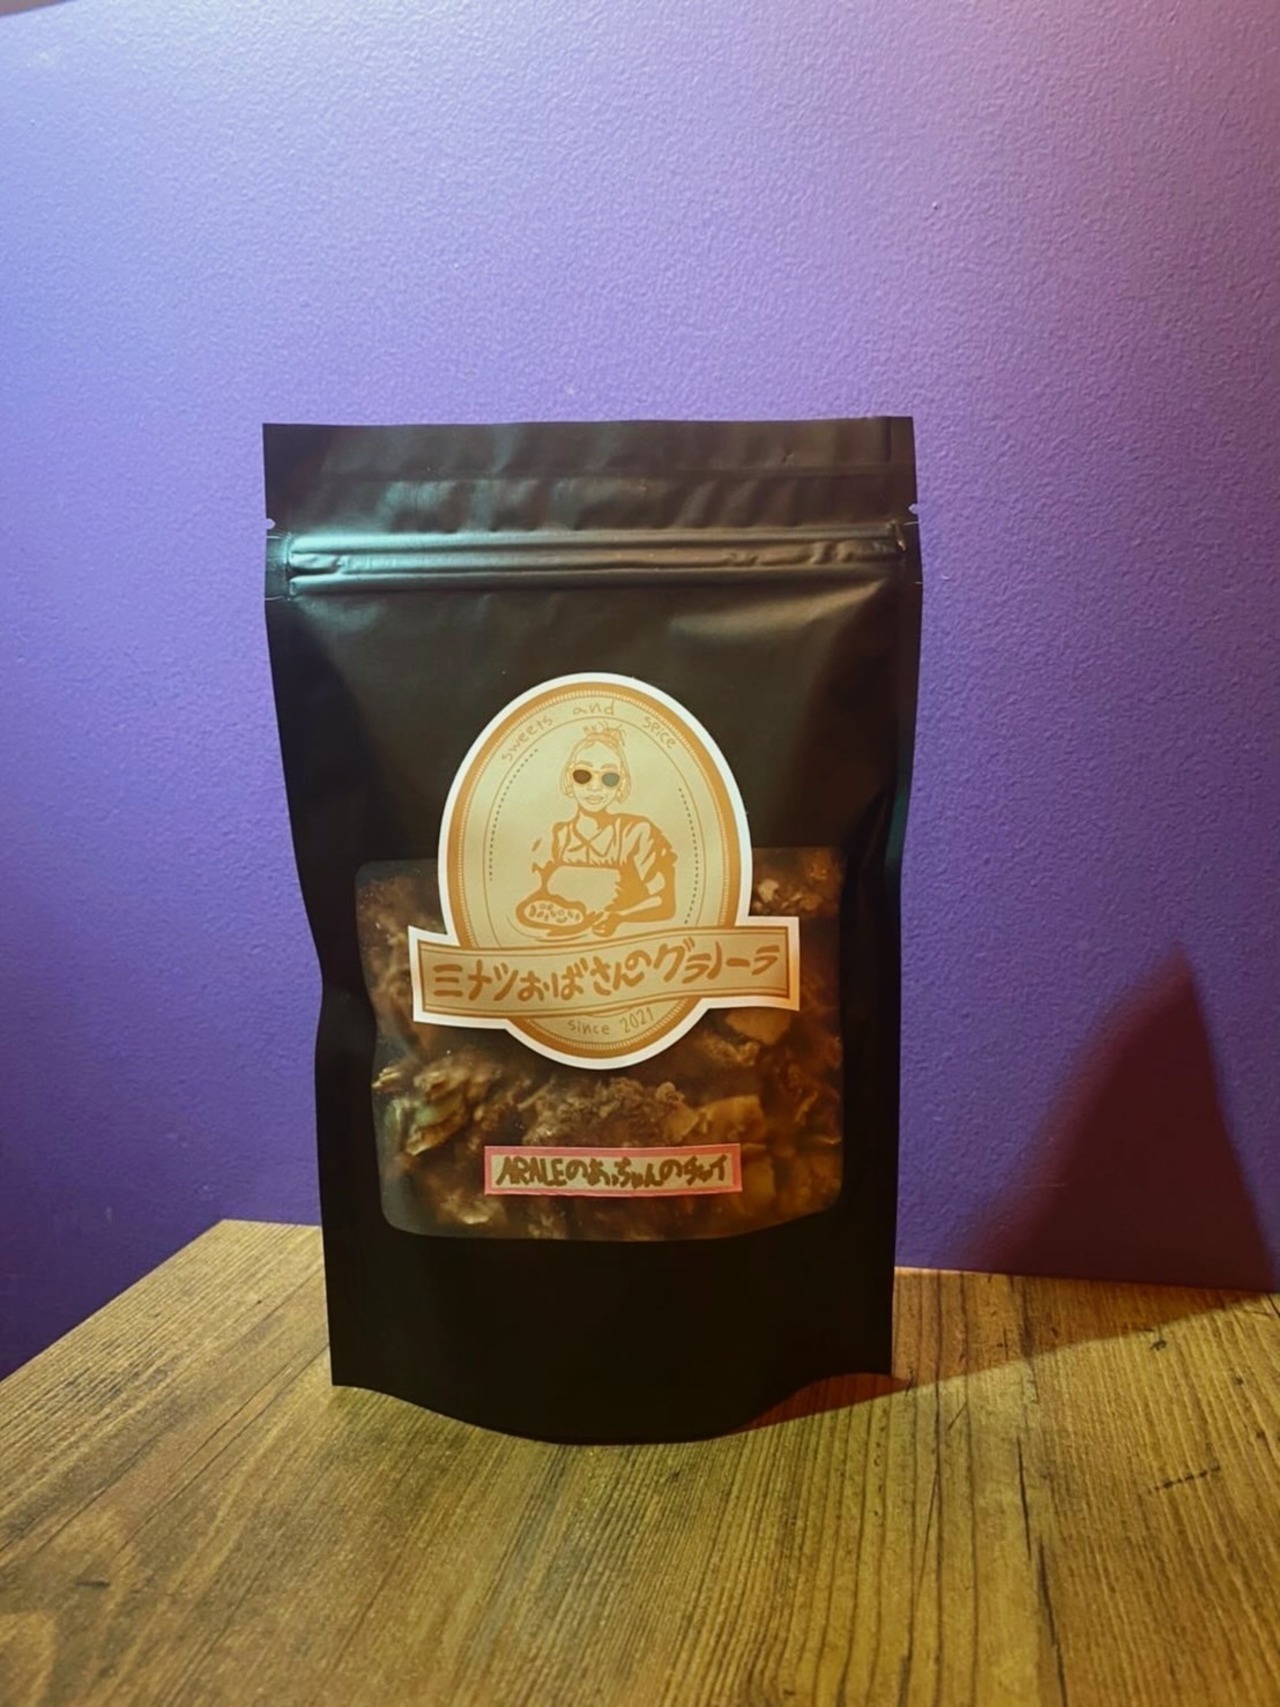 sweets and spice
ミナツおばさんのグラノーラ
since 2021
ARALEのおっちゃんのチャイ